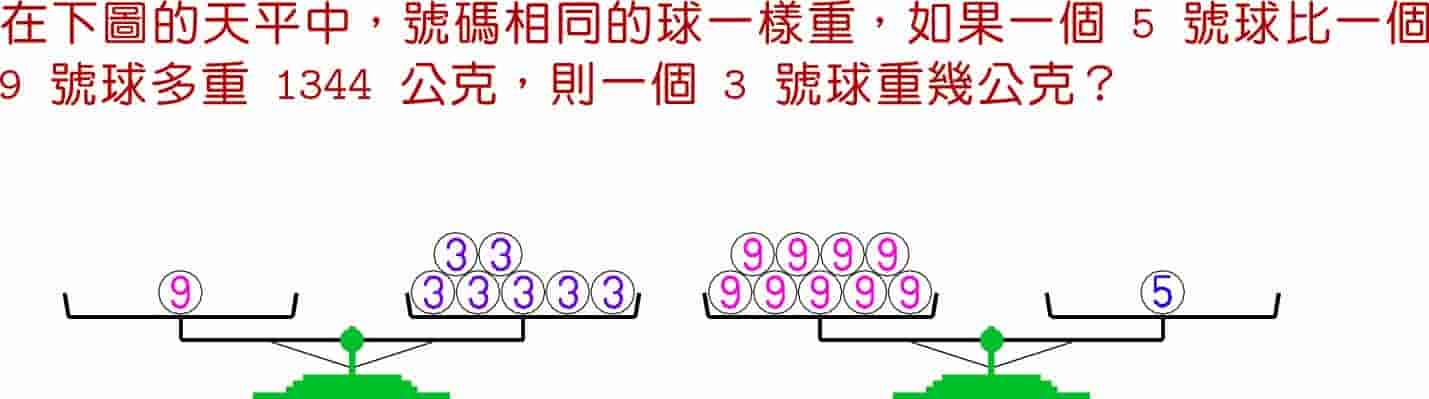 在下圖的天平中，號碼相同的球一樣重，如果一個 5 號球比一個
9 號球多重 1344 公克，則一個 3 號球重幾公克？
3 3 9 9 9 9
9 3 3 3 3 3 9 9 9 9 9 5